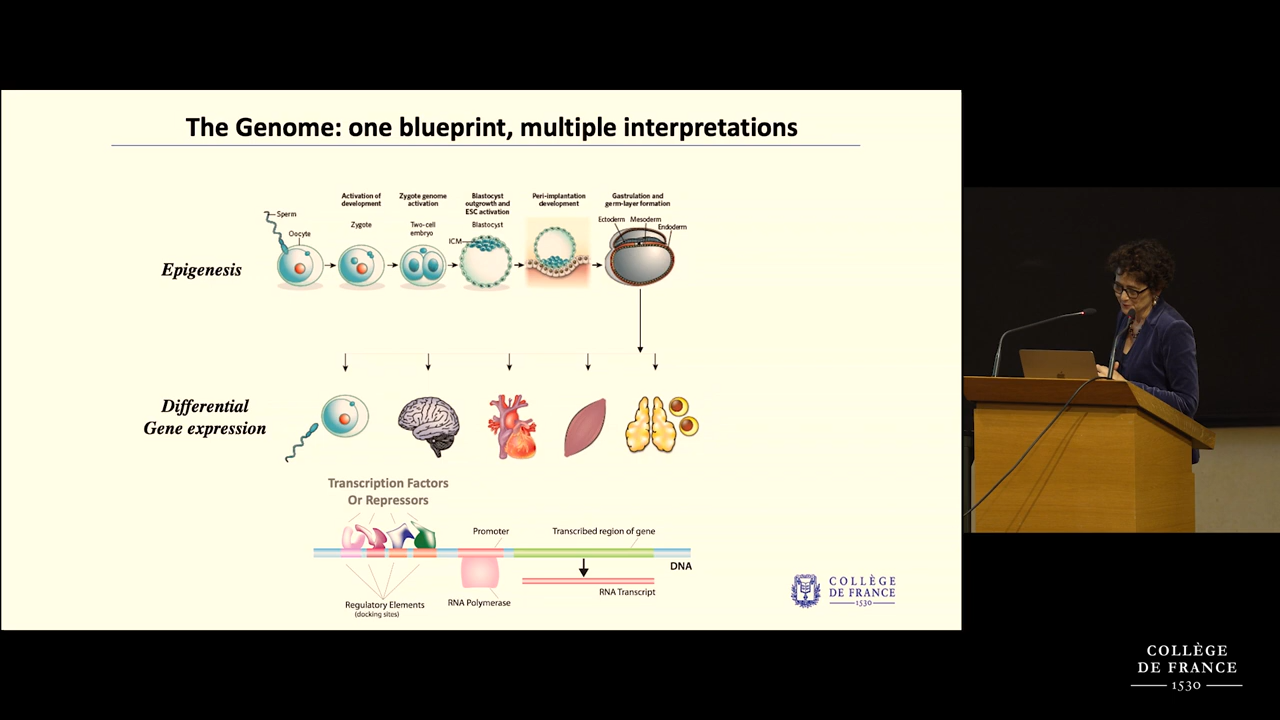 The Genome: one blueprint, multiple interpretations
Activation of
development
Zygote genome
activation
Blastocyst
outgrowth and
ESC activation
Peri-implantation
development
Gastrulation and
germ-layer formation
Sperm
Oocyte
Zygote
Two-cell
embryo
Blastocyst
ICM
Ectoderm
Mesoderm
Endoderm
Epigenesis
Differential
Gene expression
Transcription Factors
Or Repressors
Promoter
Transcribed region of gene
DNA
RNA Transcript
RNA Polymerase
Regulatory Elements
(docking sites)
COLLÈGE
DE FRANCE
1530
COLLÈGE
DE FRANCE
1530